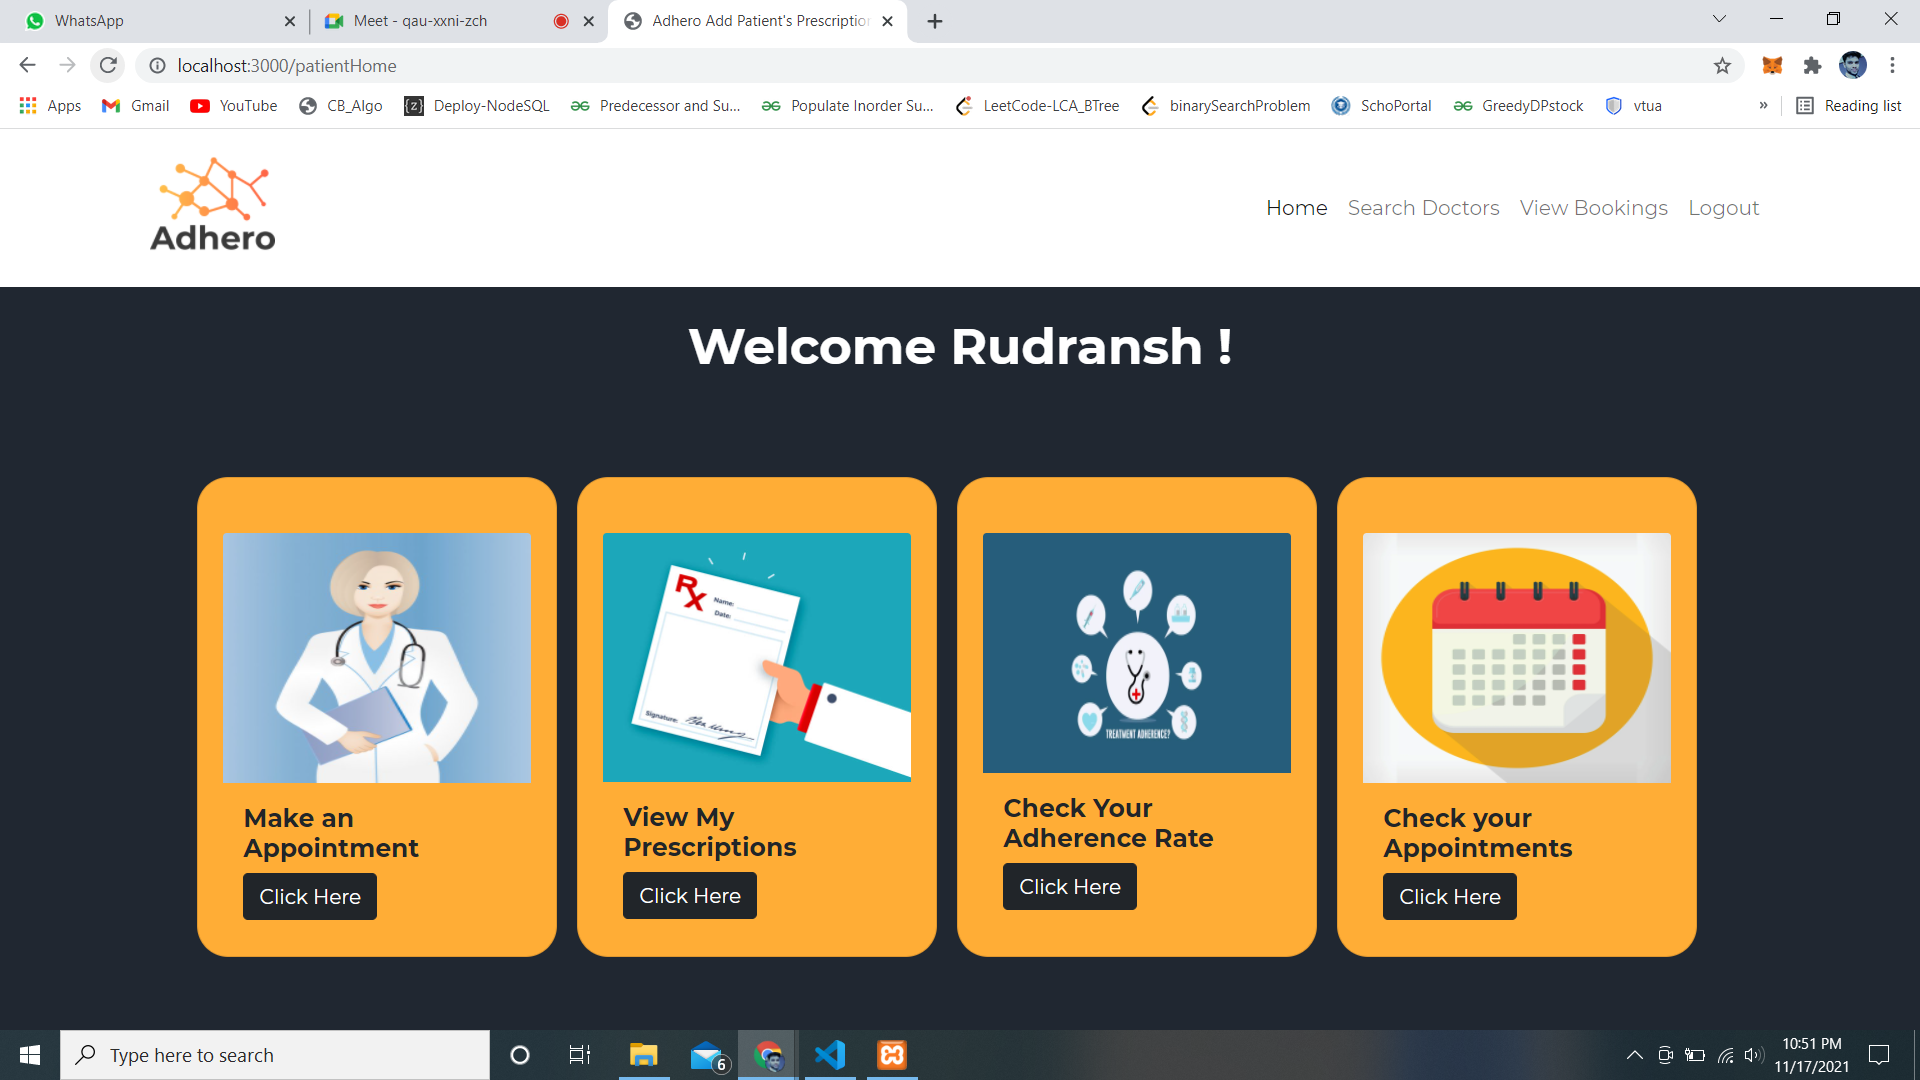 WhatsApp
Meet - qau-xxni-zch
Adhero Add Patient's Prescription
localhost:3000/patientHome
Apps
Gmail
YouTube
CB_Algo
{z}
Deploy-NodeSQL
Predecessor and Su...
Populate Inorder Su...
LeetCode-LCA_BTree
binarySearchProblem
SchoPortal
GreedyDPstock
vtua
»
Reading list
Adhero
Home
Search Doctors
View Bookings
Logout
Welcome Rudransh !
Rx
Name:
Date:
Signature:
TREATMENT ADHERENCE?
Make an
Appointment
Click Here
View My
Prescriptions
Click Here
Check Your
Adherence Rate
Click Here
Check your
Appointments
Click Here
Type here to search
6
10:51 PM
11/17/2021